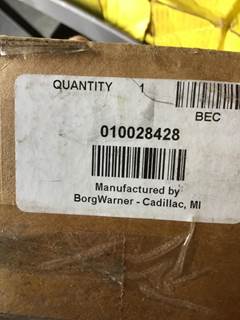 QUANTITY 1
BEC
010028428
Manufactured by
BorgWarner - Cadillac, MI